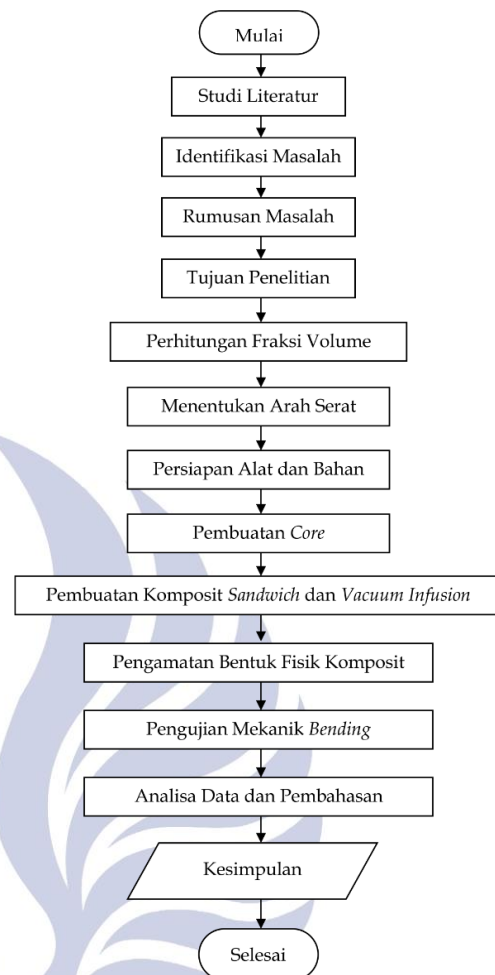 Mulai
Studi Literatur
Identifikasi Masalah
Rumusan Masalah
Tujuan Penelitian
Perhitungan Fraksi Volume
Menentukan Arah Serat
Persiapan Alat dan Bahan
Pembuatan Core
Pembuatan Komposit Sandwich dan Vacuum Infusion
Pengamatan Bentuk Fisik Komposit
Pengujian Mekanik Bending
Analisa Data dan Pembahasan
Kesimpulan
Selesai